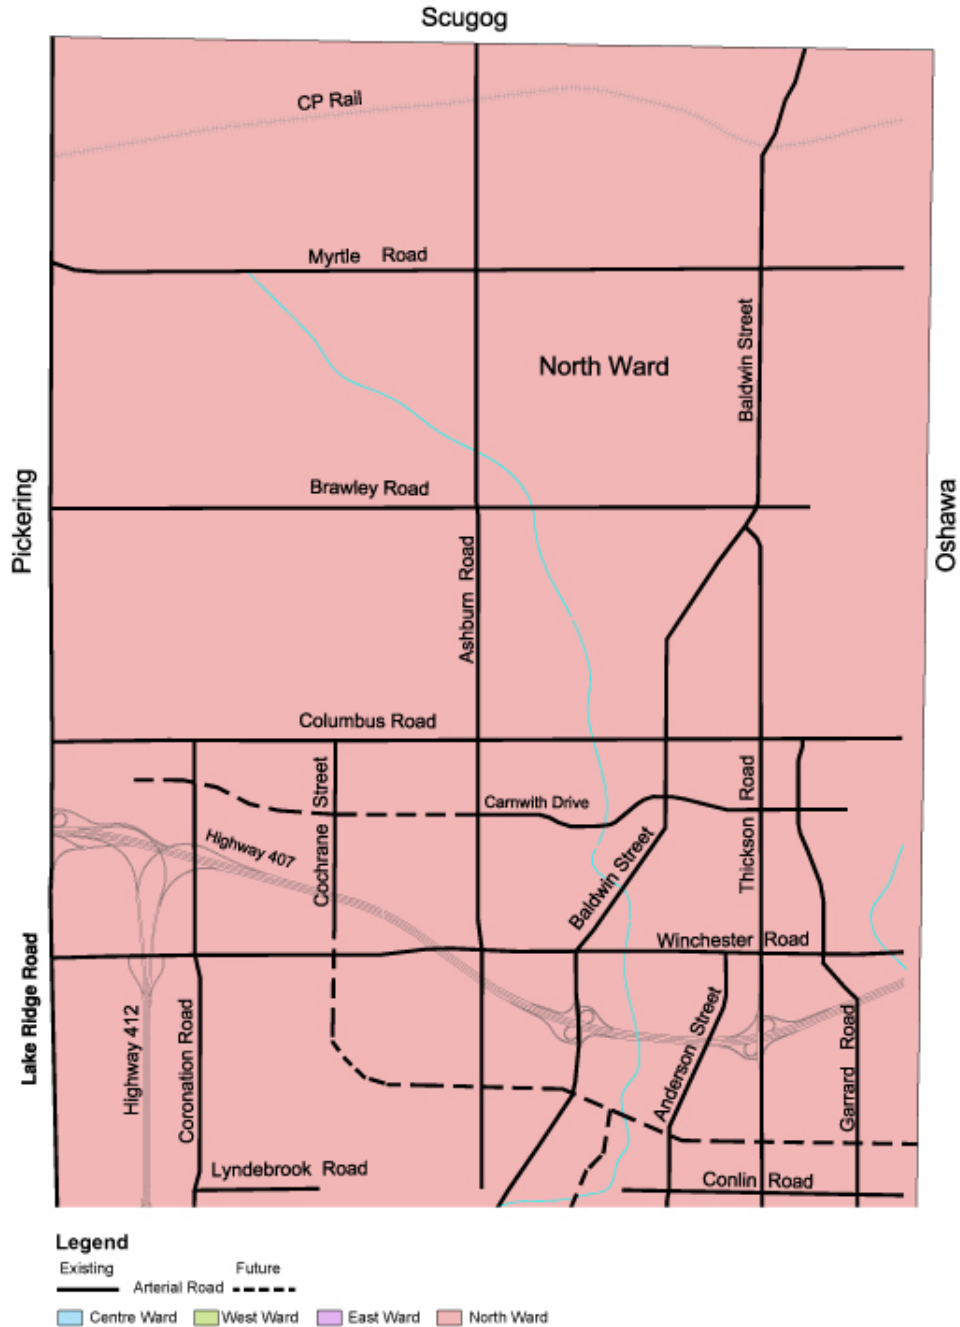 Scugog
CP Rail
Myrtle Road
Baldwin Street
North Ward
Pickering
Brawley Road
Oshawa
Ashburn Road
Columbus Road
Cochrane Street
Carnwith Drive
Thickson Road
Highway 407
Baldwin Street
Winchester Road
Lake Ridge Road
Highway 412
Coronation Road
Anderson Street
Garrard Road
Lyndebrook Road
Conlin Road
Legend
Existing Future
Arterial Road
Centre Ward West Ward East Ward North Ward